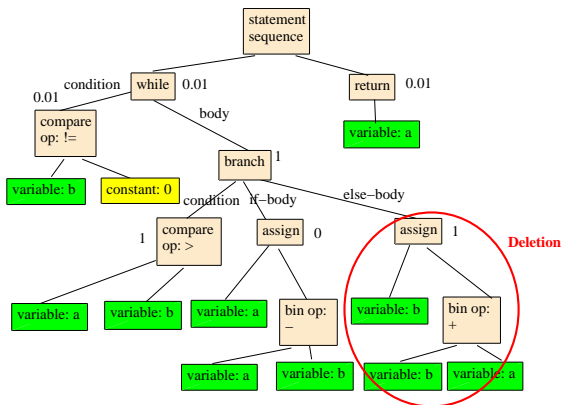 statement
sequence
condition
while
0.01
return
0.01
0.01
body
compare
op: !=
variable: a
branch
1
variable: b
constant: 0
condition
if-body
else-body
1
compare
op: >
assign
0
assign
1
Deletion
variable: a
variable: b
variable: a
bin op:
-
variable: b
bin op:
+
variable: a
variable: b
variable: b
variable: a